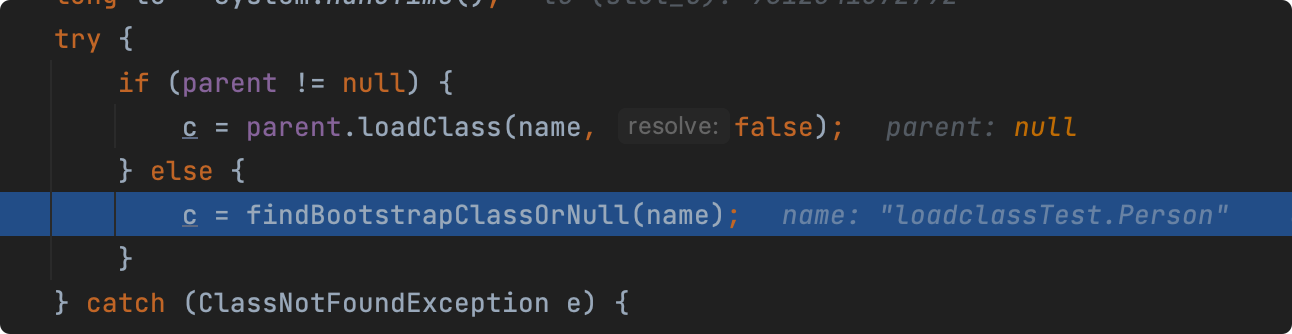 try {
if (parent != null) {
c = parent.loadClass(name, resolve: false); parent: null
} else {
c = findBootstrapClassOrNull(name); name: "loadclassTest.Person"
}
} catch (ClassNotFoundException e) {